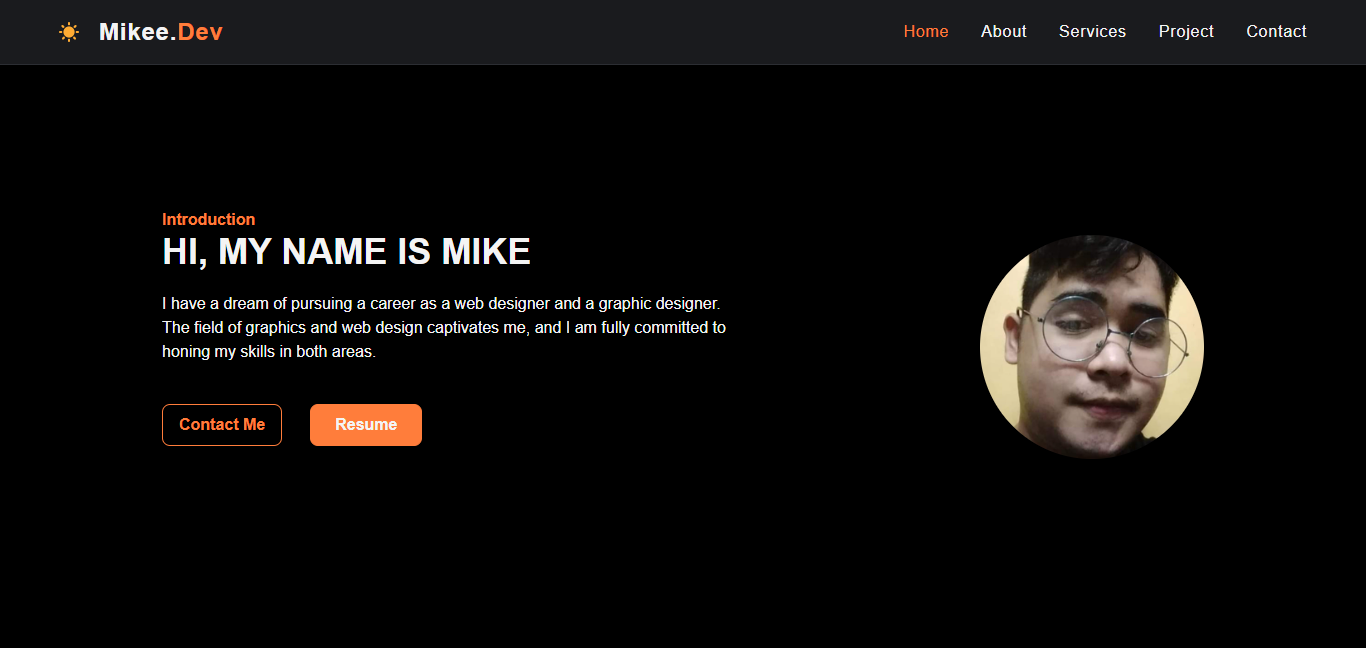 Mikee.Dev
Home About Services Project Contact
Introduction
HI, MY NAME IS MIKE
I have a dream of pursuing a career as a web designer and a graphic designer.
The field of graphics and web design captivates me, and I am fully committed to
honing my skills in both areas.
Contact Me Resume